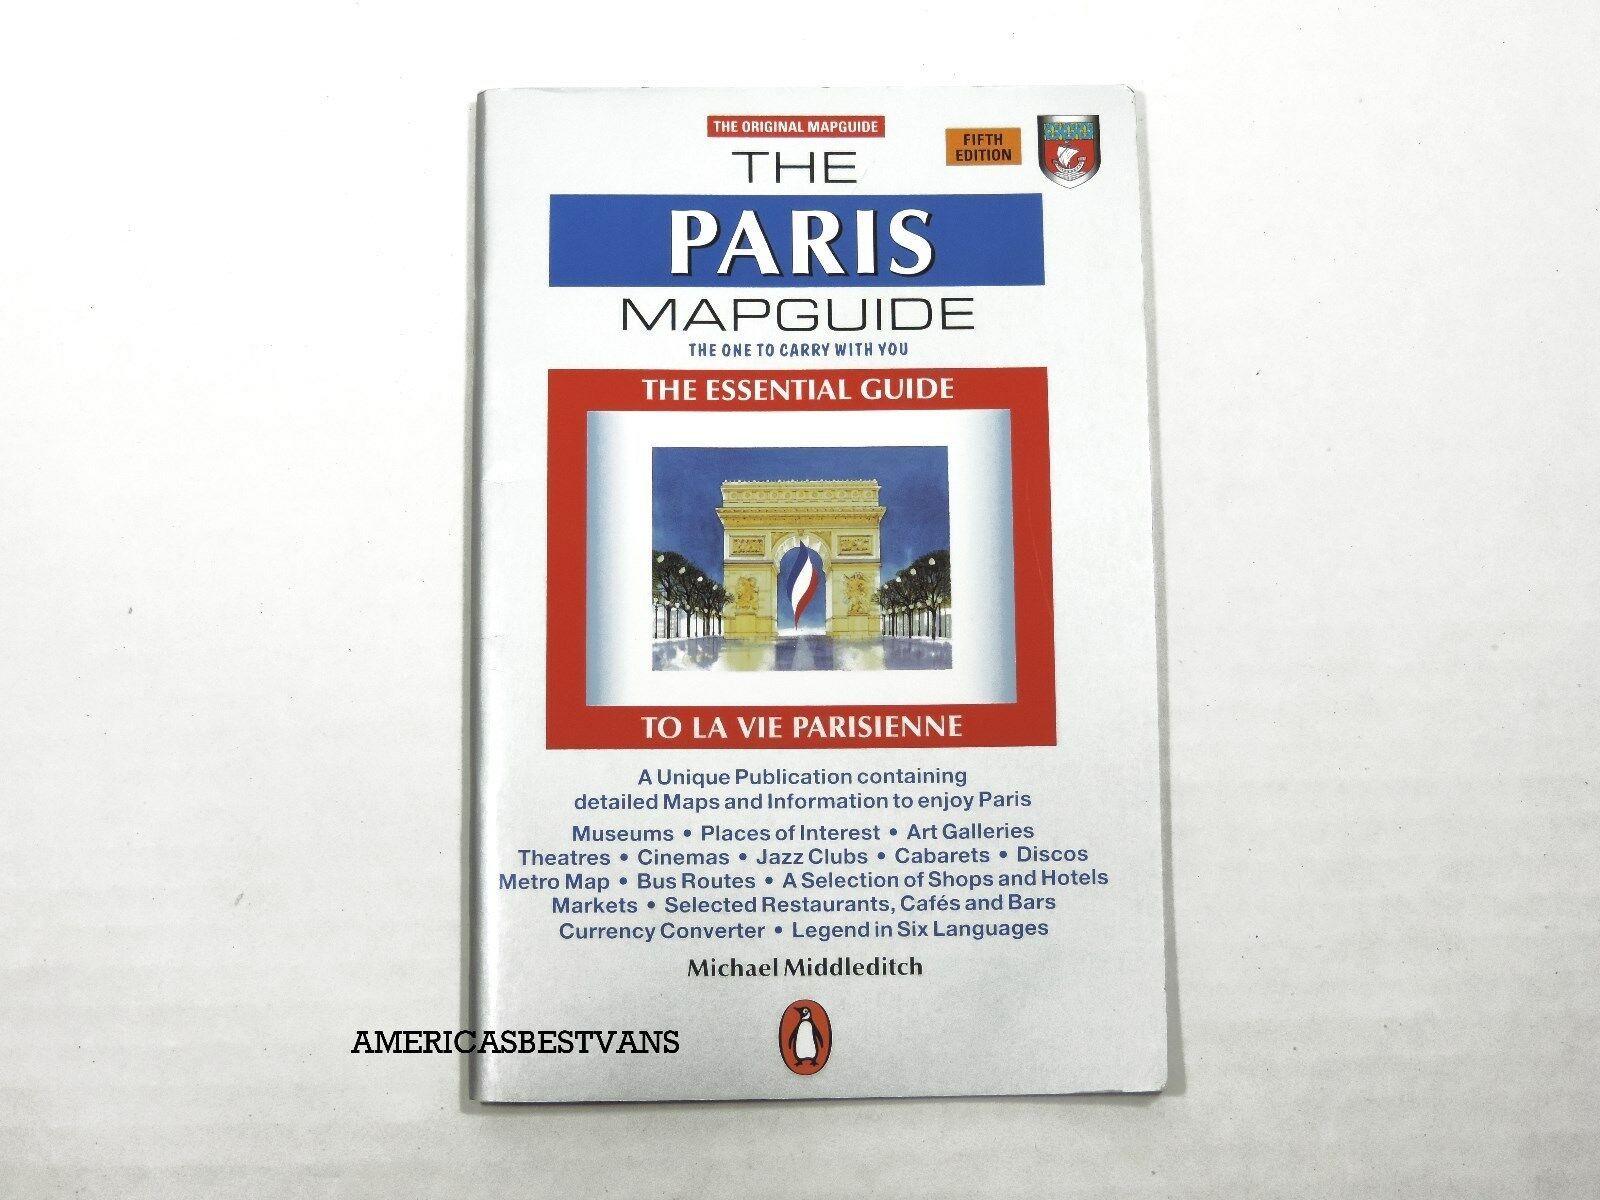 THE ORIGINAL MAPGUIDE
FIFTH
EDITION
THE
PARIS
MAPGUIDE
THE ONE TO CARRY WITH YOU
THE ESSENTIAL GUIDE
TO LA VIE PARISIENNE
A Unique Publication containing
detailed Maps and Information to enjoy Paris
Museums • Places of Interest • Art Galleries
Theatres • Cinemas • Jazz Clubs • Cabarets • Discos
Metro Map • Bus Routes • A Selection of Shops and Hotels
Markets • Selected Restaurants, Cafés and Bars
Currency Converter • Legend in Six Languages
Michael Middleditch
AMERICASBESTVANS